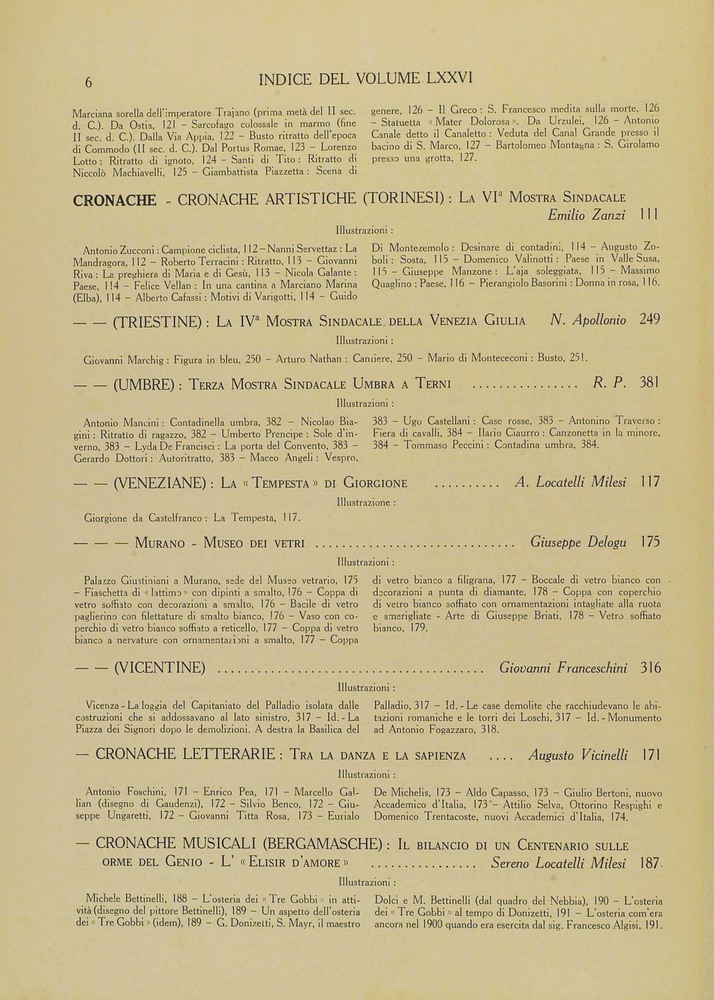 6
INDICE DEL VOLUME LXXVI
Marciana sorella dell'imperatore Trajano (prima metà del II sec.
d. C.). Da Ostia, 121 – Sarcofago colossale in marmo (fine
II sec. d. C.). Dalla Via Appia, 122 – Busto ritratto dell'epoca
di Commodo (II sec. d. C.). Dal Portus Romae, 123 – Lorenzo
Lotto : Ritratto di ignoto, 124 – Santi di Tito : Ritratto di
Niccolò Machiavelli, 125 – Giambattista Piazzetta : Scena di
genere, 126 – Il Greco : S. Francesco medita sulla morte, 126
– Statuetta « Mater Dolorosa ». Da Urzulei, 126 – Antonio
Canale detto il Canaletto : Veduta del Canal Grande presso il
bacino di S. Marco, 127 – Bartolomeo Montagna : S. Girolamo
presso una grotta, 127.
CRONACHE - CRONACHE ARTISTICHE (TORINESI) : LA VIª MOSTRA SINDACALE
Emilio Zanzi 111
Illustrazioni :
Antonio Zucconi : Campione ciclista, 112 – Nanni Servettaz : La
Mandragora, 112 – Roberto Terracini : Ritratto, 113 – Giovanni
Riva : La preghiera di Maria e di Gesù, 113 – Nicola Galante :
Paese, 114 – Felice Vellan : In una cantina a Marciano Marina
(Elba), 114 – Alberto Cafassi : Motivi di Varigotti, 114 – Guido
Di Montezemolo : Desinare di contadini, 114 – Augusto Zo-
boli : Sosta, 115 – Domenico Valinotti : Paese in Valle Susa,
115 – Giuseppe Manzone : L'aja soleggiata, 115 – Massimo
Quaglino : Paese, 116 – Pierangiolo Basorini : Donna in rosa, 116.
— — (TRIESTINE) : LA IVª MOSTRA SINDACALE DELLA VENEZIA GIULIA N. Apollonio 249
Illustrazioni :
Giovanni Marchig : Figura in bleu, 250 – Arturo Nathan : Cantiere, 250 – Mario di Montececoni : Busto, 251.
— — (UMBRE) : TERZA MOSTRA SINDACALE UMBRA A TERNI ............... R. P. 381
Illustrazioni :
Antonio Mancini : Contadinella umbra, 382 – Nicolao Bia-
gini : Ritratto di ragazzo, 382 – Umberto Prencipe : Sole d'in-
verno, 383 – Lyda De Francisci : La porta del Convento, 383 –
Gerardo Dottori : Autoritratto, 383 – Maceo Angeli : Vespro,
383 – Ugo Castellani : Case rosse, 383 – Antonino Traverso :
Fiera di cavalli, 384 – Ilario Ciaurro : Canzonetta in la minore,
384 – Tommaso Peccini : Contadina umbra, 384.
— — (VENEZIANE) : LA « TEMPESTA » DI GIORGIONE .......... A. Locatelli Milesi 117
Illustrazione :
Giorgione da Castelfranco : La Tempesta, 117.
— — — MURANO - MUSEO DEI VETRI ............................. Giuseppe Delogu 175
Illustrazioni :
Palazzo Giustiniani a Murano, sede del Museo vetrario, 175
– Fiaschetta di « lattimo » con dipinti a smalto, 176 – Coppa di
vetro soffiato con decorazioni a smalto, 176 – Bacile di vetro
paglierino con filettature di smalto bianco, 176 – Vaso con co-
perchio di vetro bianco soffiato a reticello, 177 – Coppa di vetro
bianco a nervature con ornamentazioni a smalto, 177 – Coppa
di vetro bianco a filigrana, 177 – Boccale di vetro bianco con
decorazioni a punta di diamante, 178 – Coppa con coperchio
di vetro bianco soffiato con ornamentazioni intagliate alla ruota
e smerigliate - Arte di Giuseppe Briati, 178 – Vetro soffiato
bianco, 179.
— — (VICENTINE) ...................................... Giovanni Franceschini 316
Illustrazioni :
Vicenza - La loggia del Capitaniato del Palladio isolata dalle
costruzioni che si addossavano al lato sinistro, 317 – Id. - La
Piazza dei Signori dopo le demolizioni. A destra la Basilica del
Palladio, 317 – Id. - Le case demolite che racchiudevano le abi-
tazioni romaniche e le torri dei Loschi, 317 – Id. - Monumento
ad Antonio Fogazzaro, 318.
— CRONACHE LETTERARIE : TRA LA DANZA E LA SAPIENZA .... Augusto Vicinelli 171
Illustrazioni :
Antonio Foschini, 171 – Enrico Pea, 171 – Marcello Gal-
lian (disegno di Gaudenzi), 172 – Silvio Benco, 172 – Giu-
seppe Ungaretti, 172 – Giovanni Titta Rosa, 173 – Eurialo
De Michelis, 173 – Aldo Capasso, 173 – Giulio Bertoni, nuovo
Accademico d'Italia, 173 – Attilio Selva, Ottorino Respighi e
Domenico Trentacoste, nuovi Accademici d'Italia, 174.
— CRONACHE MUSICALI (BERGAMASCHE) : IL BILANCIO DI UN CENTENARIO SULLE
ORME DEL GENIO - L' « ELISIR D'AMORE » ............... Sereno Locatelli Milesi 187
Illustrazioni :
Michele Bettinelli, 188 – L'osteria dei « Tre Gobbi » in atti-
vità (disegno del pittore Bettinelli), 189 – Un aspetto dell'osteria
dei « Tre Gobbi » (idem), 189 – G. Donizetti, S. Mayr, il maestro
Dolci e M. Bettinelli (dal quadro del Nebbia), 190 – L'osteria
dei « Tre Gobbi » al tempo di Donizetti, 191 – L'osteria com'era
ancora nel 1900 quando era esercita dal sig. Francesco Algisi, 191.